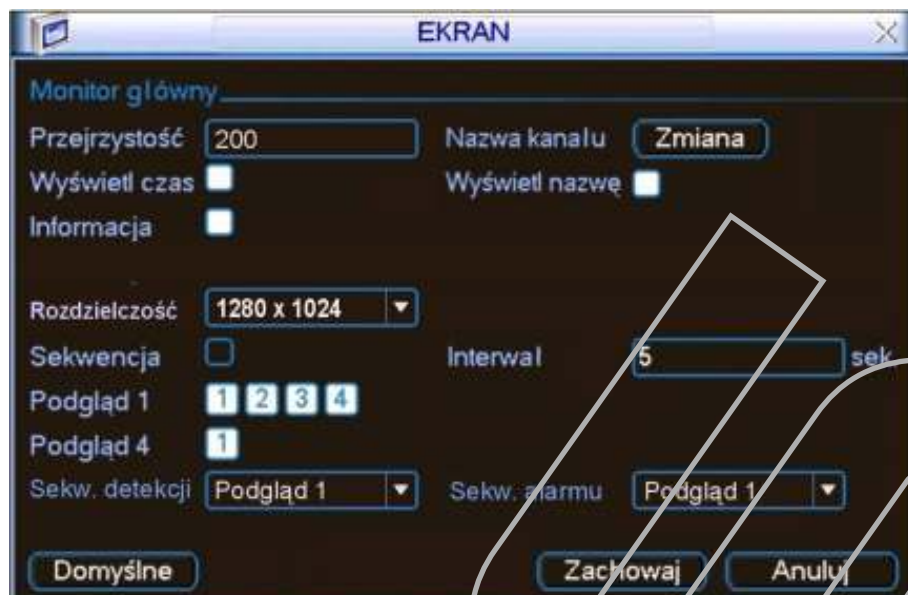 EKRAN
Monitor główny
Przejrzystość 200 Nazwa kanału Zmiana
Wyświetl czas Wyświetl nazwę
Informacja
Rozdzielczość 1280 x 1024
Sekwencja Interwal 5 sek
Podgląd 1 1 2 3 4
Podgląd 4 1
Sekw. detekcji Podgląd 1 Sekw. alarmu Podgląd 1
Domyślne Zachowaj Anuluj